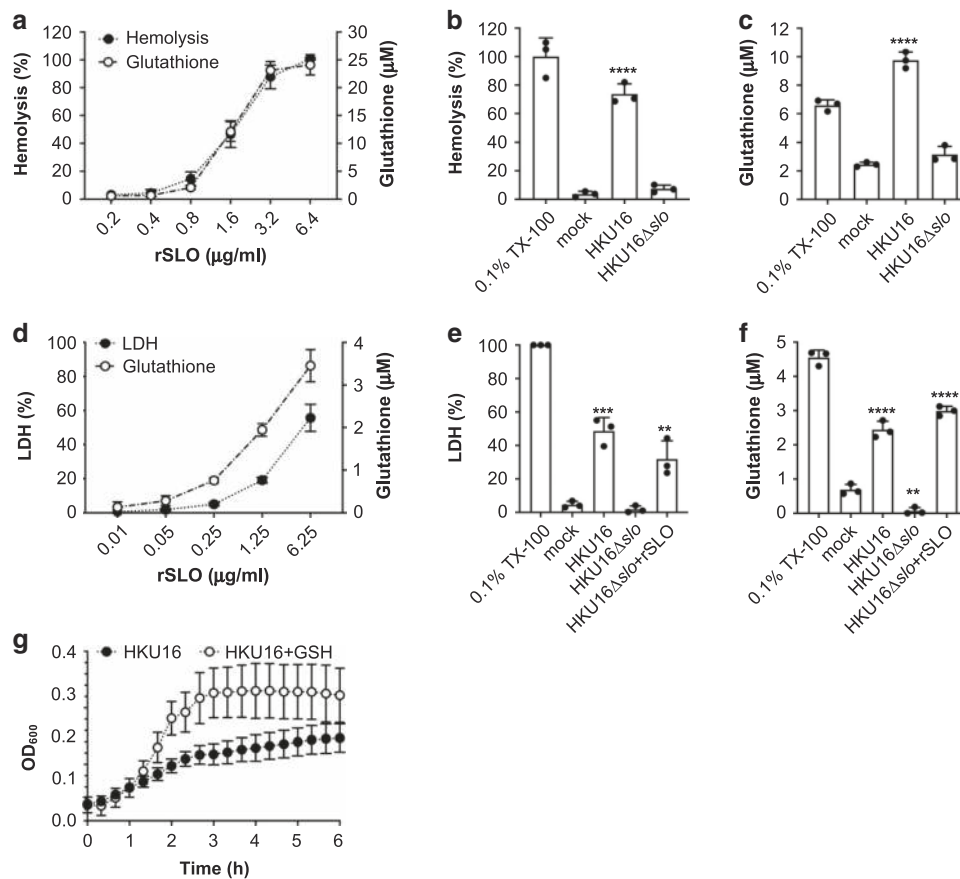 a
Hemolysis
Glutathione
Hemolysis (%)
120
100
80
60
40
20
0
30
25
20
15
10
5
0
Glutathione (µM)
0.2
0.4
0.8
1.6
3.2
6.4
rSLO (µg/ml)
b
Hemolysis (%)
120
100
80
60
40
20
0
****
0.1% TX-100
mock
HKU16
HKU16Δslo
c
Glutathione (µM)
12
10
8
6
4
2
0
****
0.1% TX-100
mock
HKU16
HKU16Δslo
d
LDH
Glutathione
LDH (%)
100
80
60
40
20
0
4
3
2
1
0
Glutathione (µM)
0.01
0.05
0.25
1.25
6.25
rSLO (µg/ml)
e
LDH (%)
100
80
60
40
20
0
***
**
0.1% TX-100
mock
HKU16
HKU16Δslo
HKU16Δslo+rSLO
f
Glutathione (µM)
5
4
3
2
1
0
****
**
****
0.1% TX-100
mock
HKU16
HKU16Δslo
HKU16Δslo+rSLO
g
HKU16
HKU16+GSH
OD600
0.4
0.3
0.2
0.1
0.0
0
1
2
3
4
5
6
Time (h)